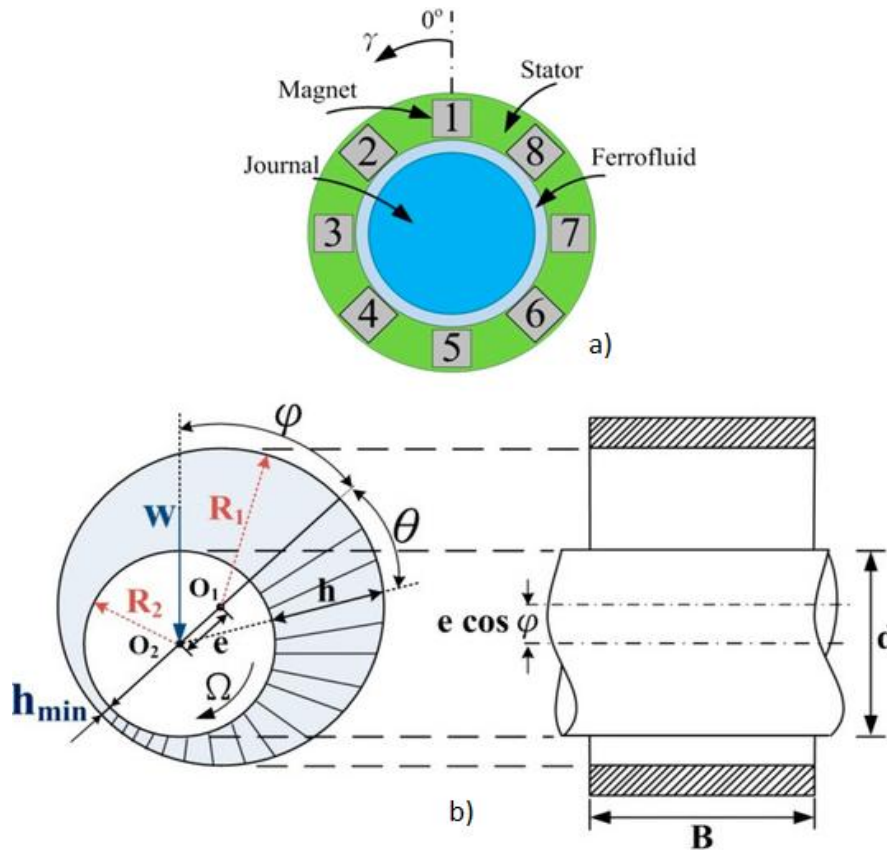 0°
γ
Magnet
Stator
1
2
8
Journal
Ferrofluid
3
7
4
6
5
a)
φ
W
R1
θ
O1
h
R2
O2
e
e cos φ
d
Ω
hmin
b)
B